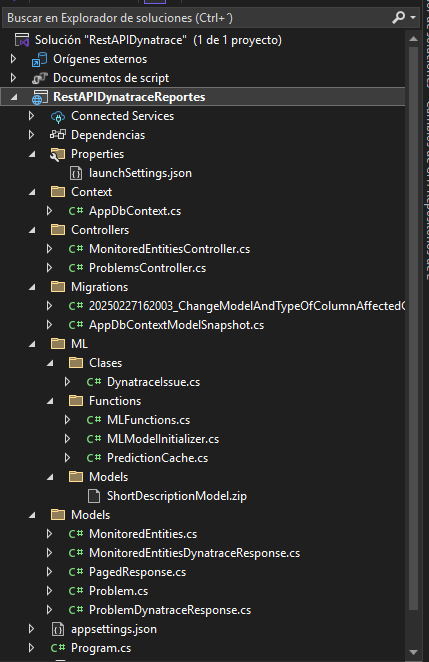 Buscar en Explorador de soluciones (Ctrl+´)
Solución "RestAPIDynatrace" (1 de 1 proyecto)
Orígenes externos
Documentos de script
RestAPIDynatraceReportes
Connected Services
Dependencias
Properties
launchSettings.json
Context
C# AppDbContext.cs
Controllers
C# MonitoredEntitiesController.cs
C# ProblemsController.cs
Migrations
C# 20250227162003_ChangeModelAndTypeOfColumnAffected
C# AppDbContextModelSnapshot.cs
ML
Clases
C# DynatraceIssue.cs
Functions
C# MLFunctions.cs
C# MLModelInitializer.cs
C# PredictionCache.cs
Models
ShortDescriptionModel.zip
Models
C# MonitoredEntities.cs
C# MonitoredEntitiesDynatraceResponse.cs
C# PagedResponse.cs
C# Problem.cs
C# ProblemDynatraceResponse.cs
appsettings.json
C# Program.cs